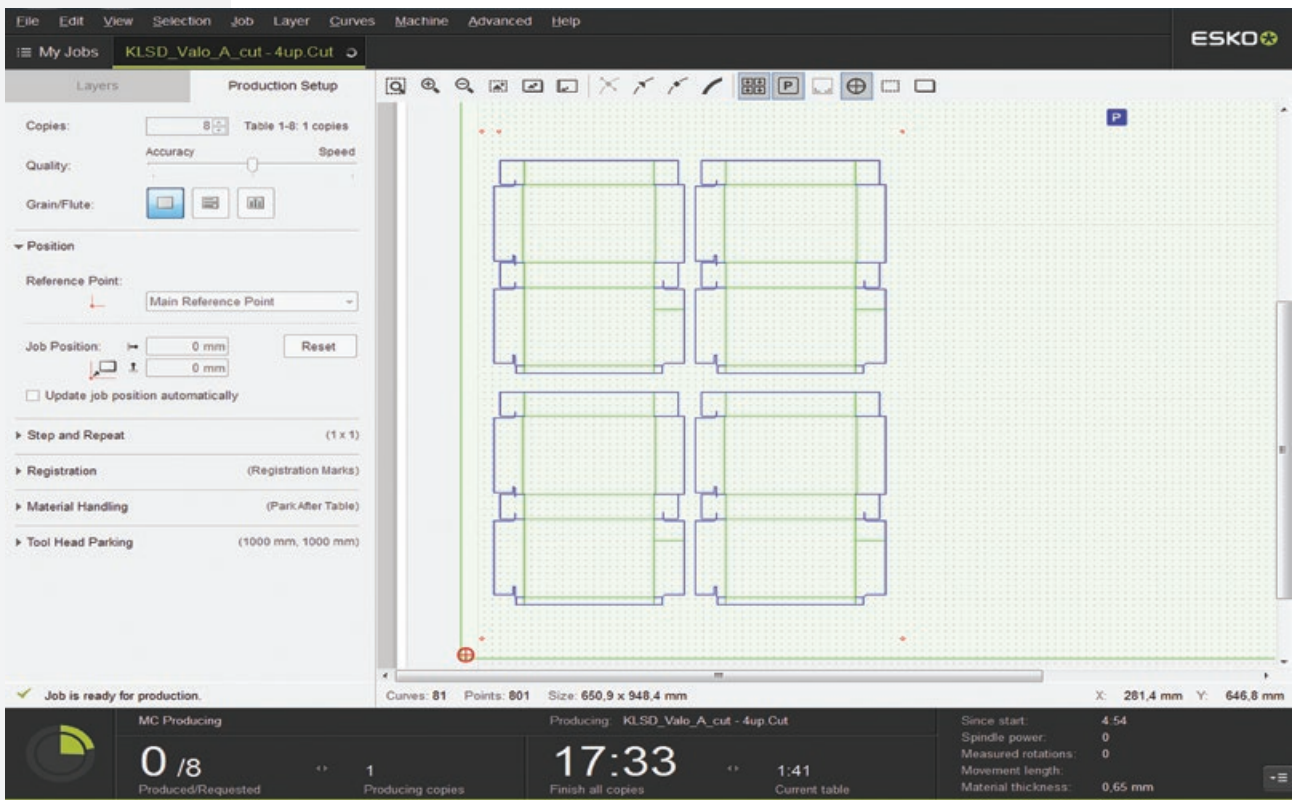 File Edit View Selection Job Layer Curves Machine Advanced Help
ESKO
My Jobs KLSD_Valo_A_cut - 4up.Cut
Layers Production Setup
P
P
Copies: 8 Table 1-8: 1 copies
Accuracy Speed
Quality:
Grain/Flute:
Position
Reference Point:
Main Reference Point
Job Position: 0 mm Reset
0 mm
Update job position automatically
Step and Repeat (1 x 1)
Registration (Registration Marks)
Material Handling (Park After Table)
Tool Head Parking (1000 mm, 1000 mm)
Job is ready for production. Curves: 81 Points: 801 Size: 650,9 x 948,4 mm X: 281,4 mm Y: 646,8 mm
MC Producing Producing: KLSD_Valo_A_cut - 4up.Cut
0 /8 1 17:33 1:41
Produced/Requested Producing copies Finish all copies Current table
Since start: 4:54
Spindle power: 0
Measured rotations: 0
Movement length:
Material thickness: 0,65 mm